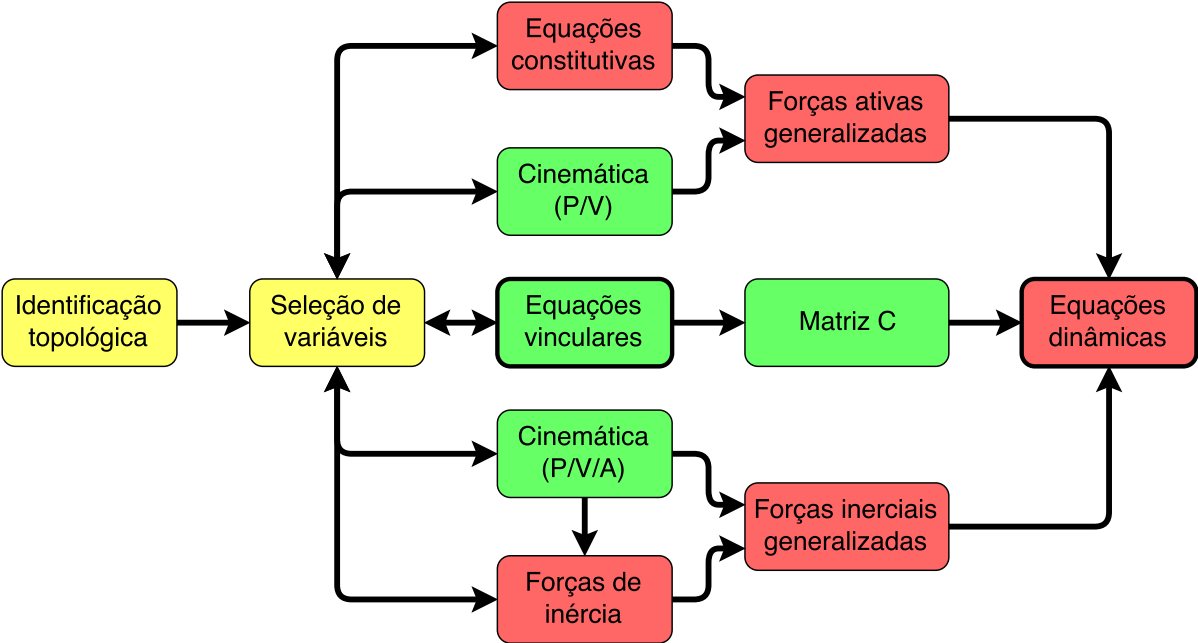 Equações
constitutivas
Forças ativas
generalizadas
Cinemática
(P/V)
Identificação
topológica
Seleção de
variáveis
Equações
vinculares
Matriz C
Equações
dinâmicas
Cinemática
(P/V/A)
Forças inerciais
generalizadas
Forças de
inércia